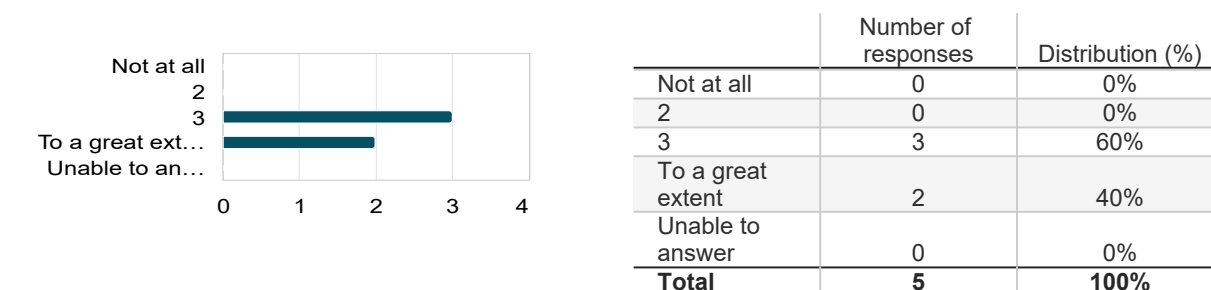 Not at all
2
3
To a great ext...
Unable to an...
0 1 2 3 4
Number of
responses Distribution (%)
Not at all 0 0%
2 0 0%
3 3 60%
To a great
extent 2 40%
Unable to
answer 0 0%
Total 5 100%